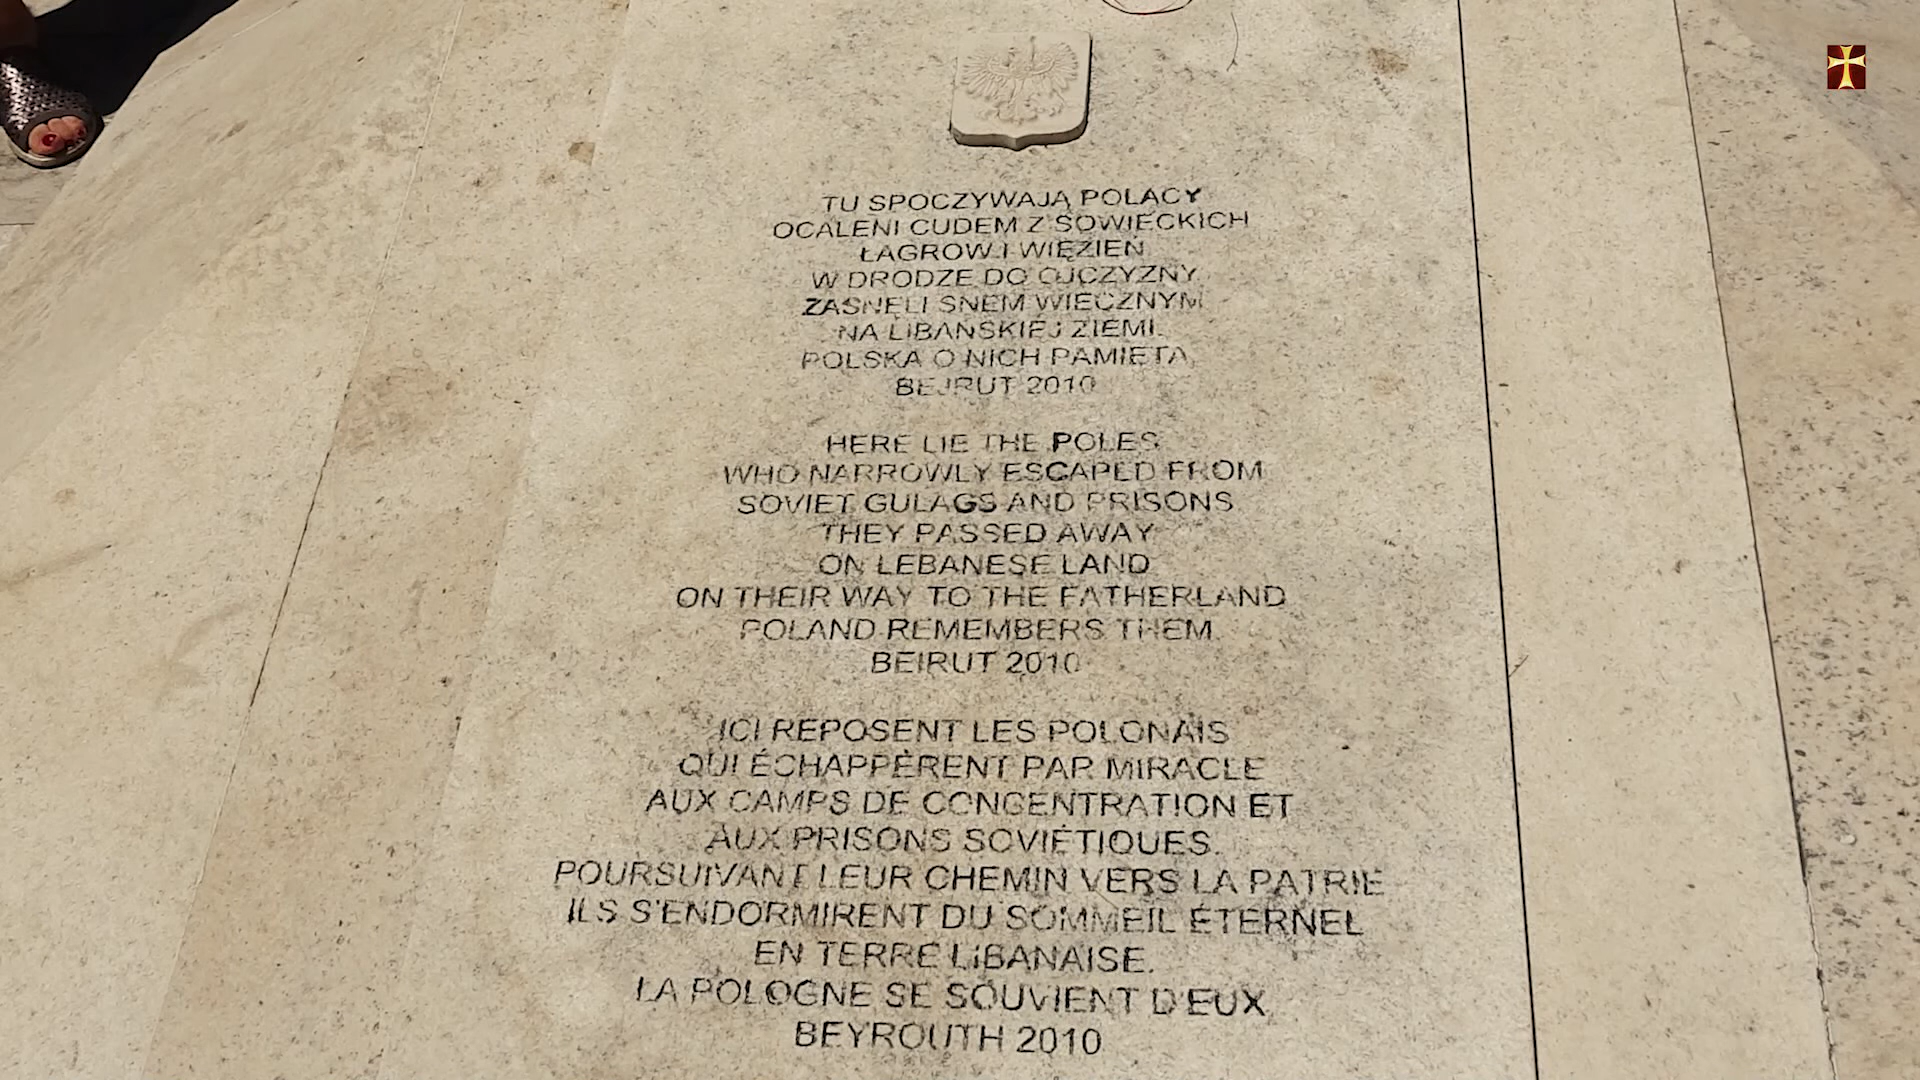 TU SPOCZYWAJĄ POLACY
OCALENI CUDEM Z SOWIECKICH
ŁAGRÓW I WIĘZIEŃ
W DRODZE DO OJCZYZNY
ZASNĘLI SNEM WIECZNYM
NA LIBAŃSKIEJ ZIEMI.
POLSKA O NICH PAMIĘTA
BEJRUT 2010
HERE LIE THE POLES
WHO NARROWLY ESCAPED FROM
SOVIET GULAGS AND PRISONS
THEY PASSED AWAY
ON LEBANESE LAND
ON THEIR WAY TO THE FATHERLAND
POLAND REMEMBERS THEM.
BEIRUT 2010
ICI REPOSENT LES POLONAIS
QUI ÉCHAPPÈRENT PAR MIRACLE
AUX CAMPS DE CONCENTRATION ET
AUX PRISONS SOVIÉTIQUES.
POURSUIVANT LEUR CHEMIN VERS LA PATRIE
ILS S'ENDORMIRENT DU SOMMEIL ÉTERNEL
EN TERRE LIBANAISE.
LA POLOGNE SE SOUVIENT D'EUX.
BEYROUTH 2010